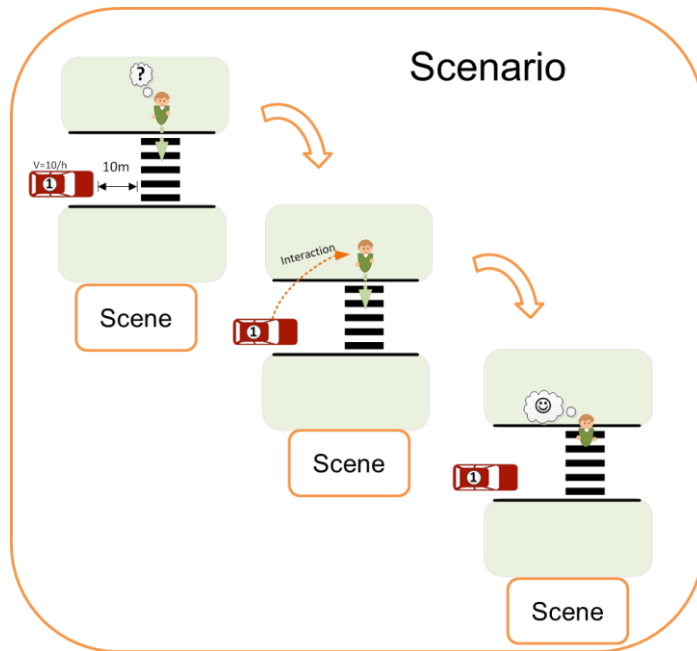 Scenario
?
V=10/h
10m
1
Scene
Interaction
1
Scene
1
Scene